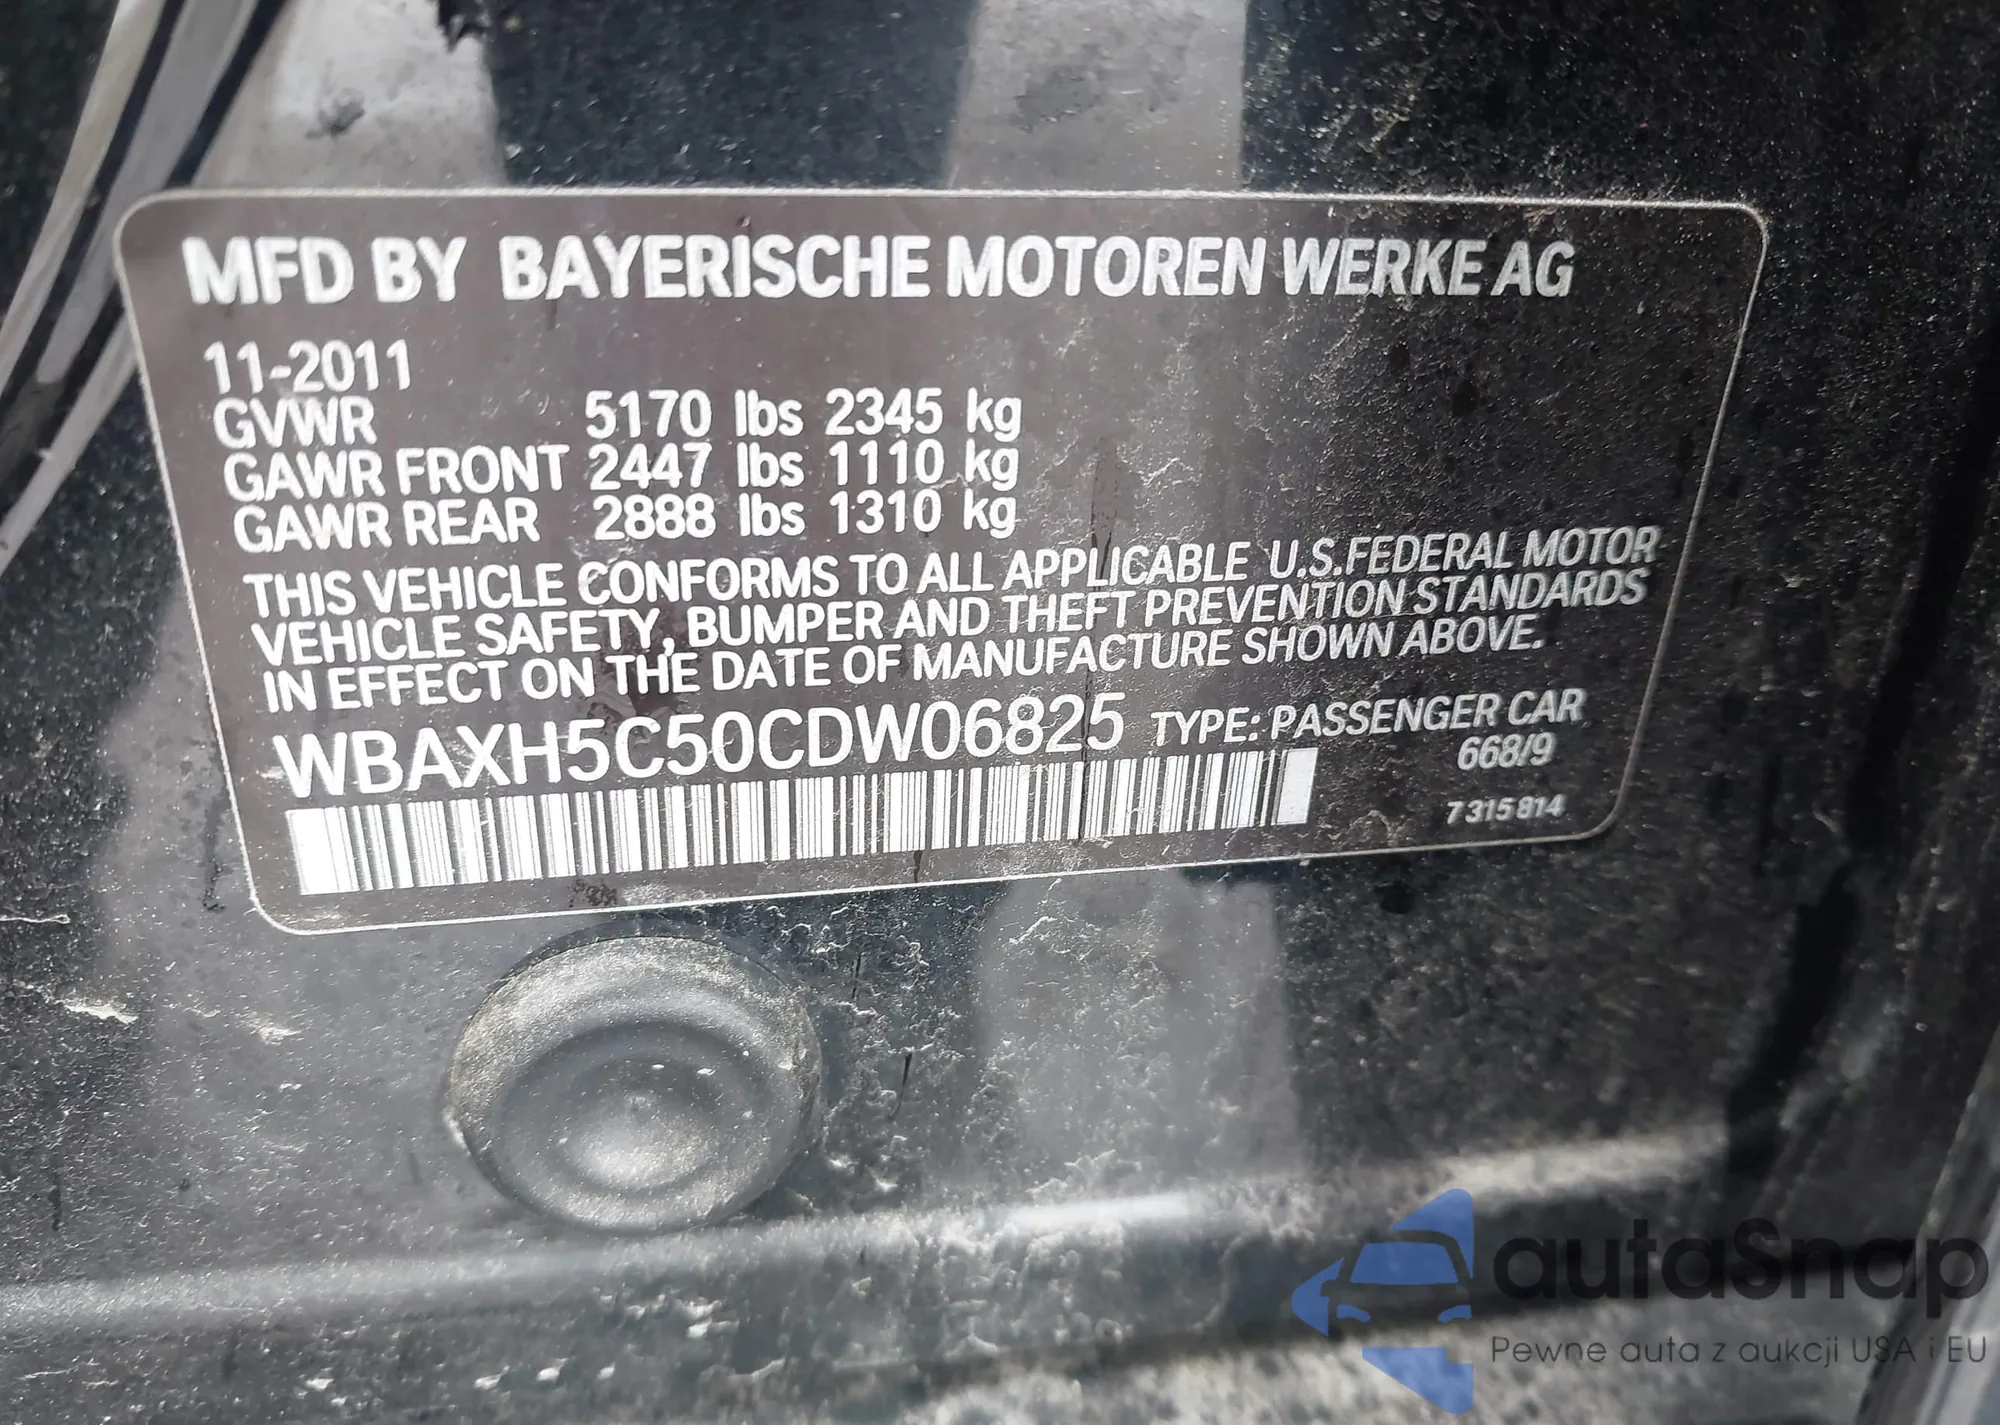 MFD BY BAYERISCHE MOTOREN WERKE AG
11-2011
GVWR 5170 lbs 2345 kg
GAWR FRONT 2447 lbs 1110 kg
GAWR REAR 2888 lbs 1310 kg
THIS VEHICLE CONFORMS TO ALL APPLICABLE U.S.FEDERAL MOTOR
VEHICLE SAFETY, BUMPER AND THEFT PREVENTION STANDARDS
IN EFFECT ON THE DATE OF MANUFACTURE SHOWN ABOVE.
WBAXH5C50CDW06825 TYPE: PASSENGER CAR
668/9
7 315 814
autaSnap
Pewne auta z aukcji USA i EU